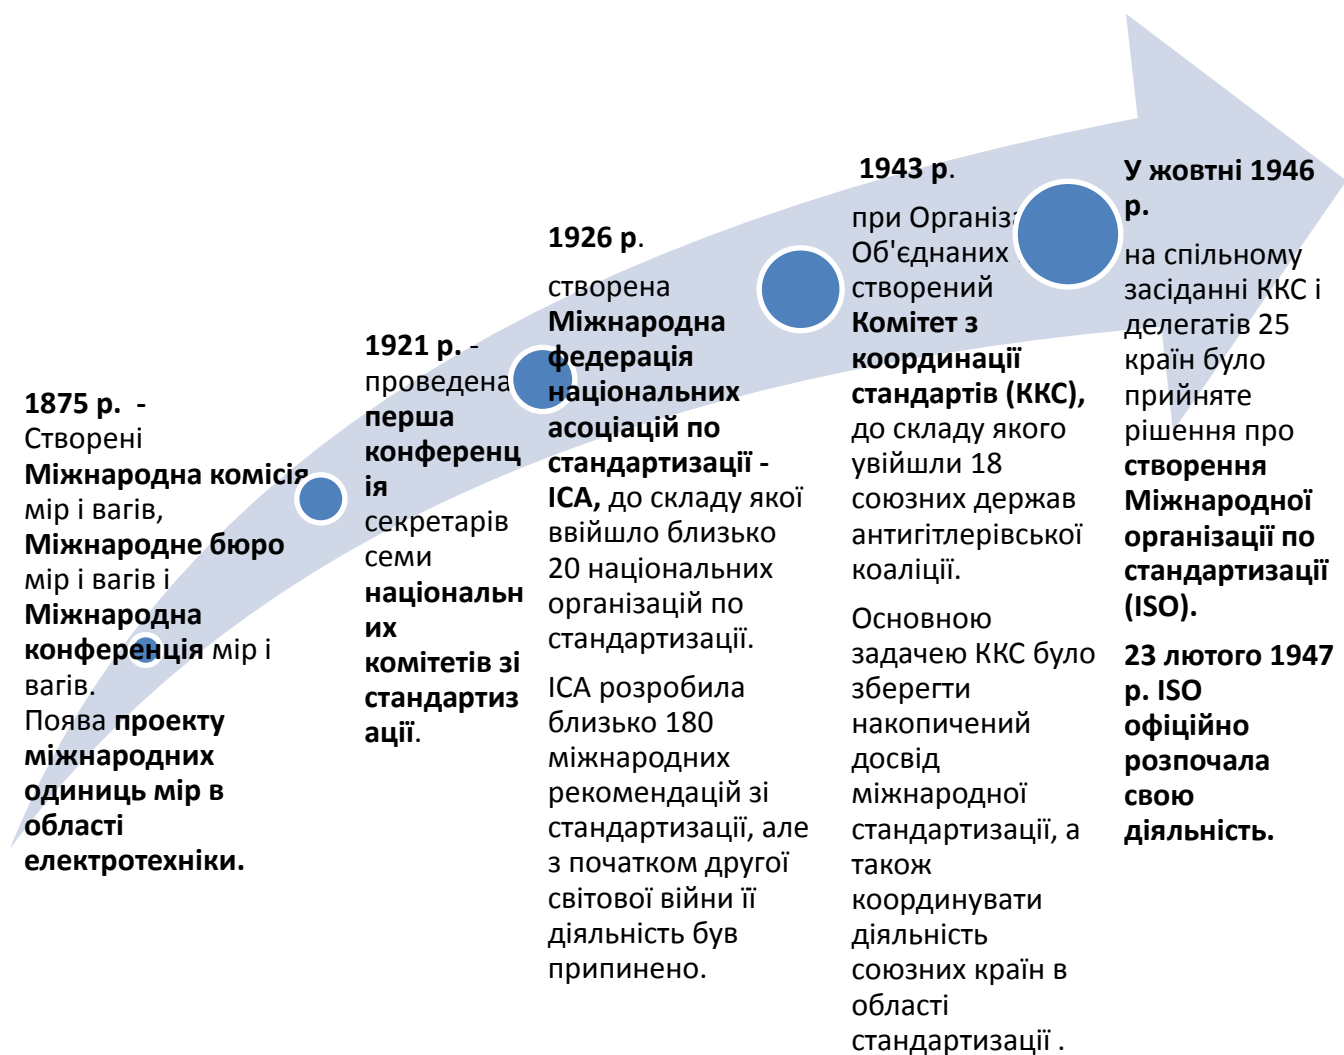 1875 р.  -
Створені
Міжнародна комісія
мір і вагів,
Міжнародне бюро
мір і вагів і
Міжнародна
конференція мір і
вагів.
Поява проекту
міжнародних
одиниць мір в
області
електротехніки.
1921 р. -
проведена
перша
конференц
ія
секретарів
семи
національн
их
комітетів зі
стандартиз
ації.
1926 р.
створена
Міжнародна
федерація
національних
асоціацій по
стандартизації -
ІСА, до складу якої
ввійшло близько
20 національних
організацій по
стандартизації.
ІСА розробила
близько 180
міжнародних
рекомендацій зі
стандартизації, але
з початком другої
світової війни її
діяльність був
припинено.
1943 р.
при
Об'єднаних
створений
Комітет з
координації
стандартів (ККС),
до складу якого
увійшли 18
союзних держав
антигітлерівської
коаліції.
Основною
задачею ККС було
зберегти
накопичений
досвід
міжнародної
стандартизації, а
також
координувати
діяльність
союзних країн в
області
стандартизації .
У жовтні 1946
р.
на спільному
засіданні ККС і
делегатів 25
країн було
прийняте
рішення про
створення
Міжнародної
організації по
стандартизації
(ISO).
23 лютого 1947
р. ISO
офіційно
розпочала
свою
діяльність.